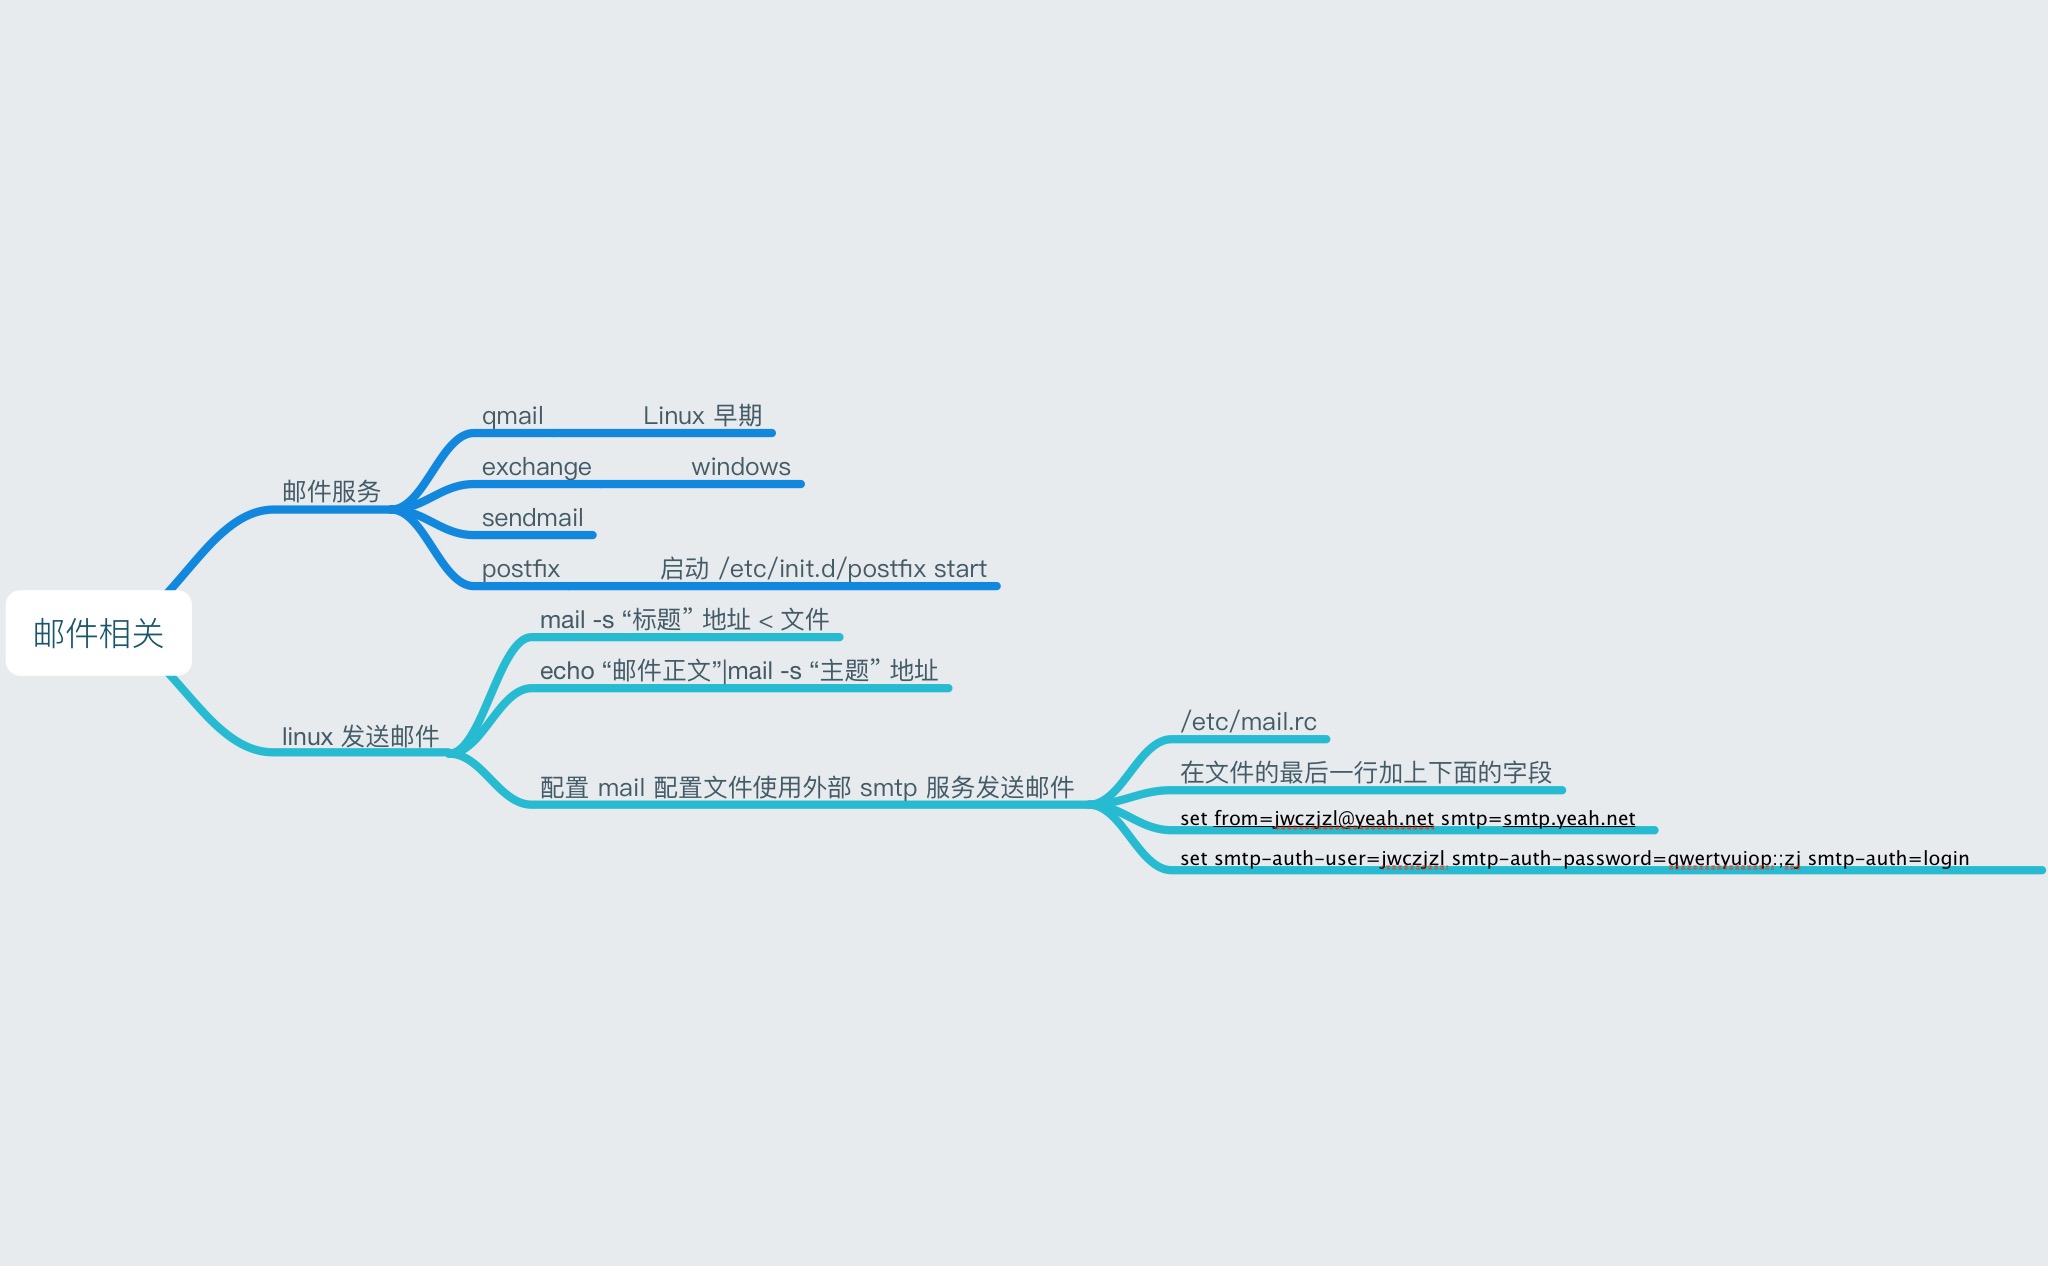 邮件相关
邮件服务
qmail
Linux 早期
exchange
windows
sendmail
postfix
启动 /etc/init.d/postfix start
linux 发送邮件
mail -s “标题” 地址 < 文件
echo “邮件正文”|mail -s “主题” 地址
配置 mail 配置文件使用外部 smtp 服务发送邮件
/etc/mail.rc
在文件的最后一行加上下面的字段
set from=jwczjzl@yeah.net smtp=smtp.yeah.net
set smtp-auth-user=jwczjzl smtp-auth-password=qwertyuiop:;zj smtp-auth=login